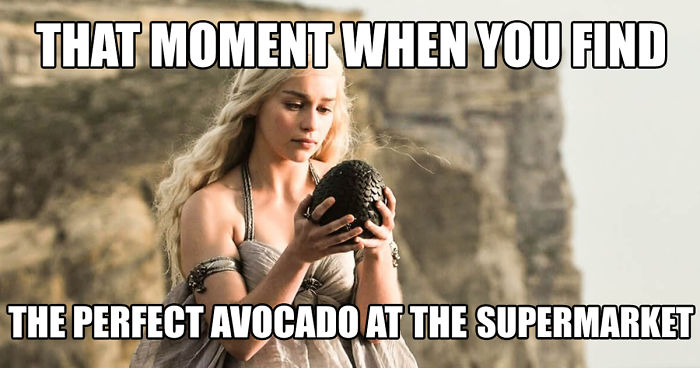 THAT MOMENT WHEN YOU FIND
THE PERFECT AVOCADO AT THE SUPERMARKET